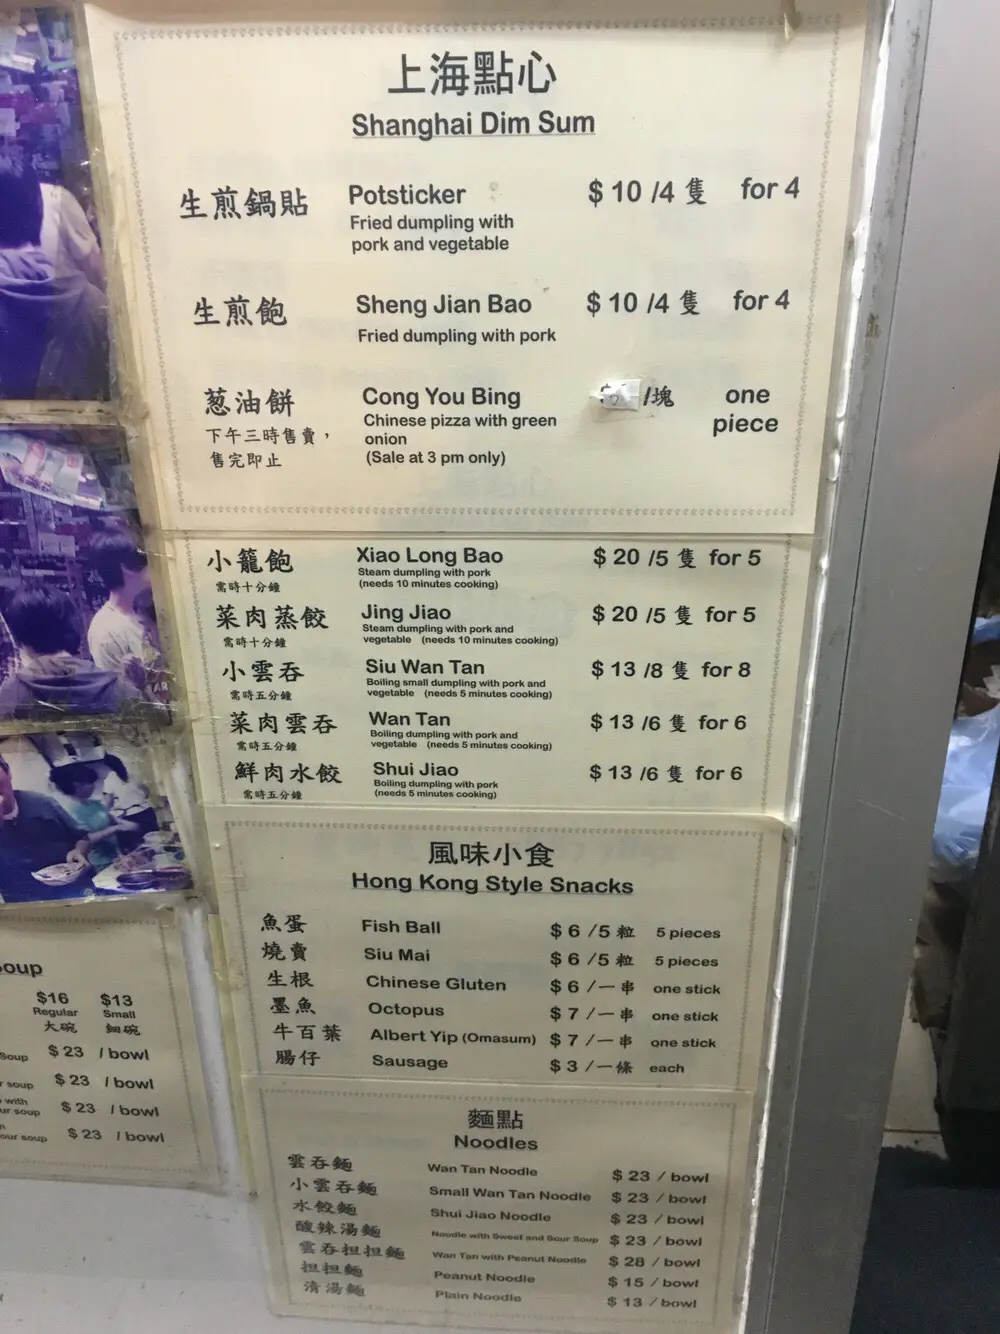 上海點心
Shanghai Dim Sum
生煎鍋貼 Potsticker $ 10 /4 隻 for 4
Fried dumpling with
pork and vegetable
生煎飽 Sheng Jian Bao $ 10 /4 隻 for 4
Fried dumpling with pork
葱油餅 Cong You Bing /塊 one
下午三時售賣， Chinese pizza with green piece
售完即止 onion
(Sale at 3 pm only)
小籠飽 Xiao Long Bao $ 20 /5 隻 for 5
Steam dumpling with pork
需時十分鐘 (needs 10 minutes cooking)
菜肉蒸餃 Jing Jiao $ 20 /5 隻 for 5
Steam dumpling with pork and
需時十分鐘 vegetable (needs 10 minutes cooking)
小雲吞 Siu Wan Tan $ 13 /8 隻 for 8
Boiling small dumpling with pork and
需時五分鐘 vegetable (needs 5 minutes cooking)
菜肉雲吞 Wan Tan $ 13 /6 隻 for 6
Boiling dumpling with pork and
需時五分鐘 vegetable (needs 5 minutes cooking)
鮮肉水餃 Shui Jiao $ 13 /6 隻 for 6
Boiling dumpling with pork
需時五分鐘 (needs 5 minutes cooking)
風味小食
Hong Kong Style Snacks
魚蛋 Fish Ball $ 6 /5 粒 5 pieces
燒賣 Siu Mai $ 6 /5 粒 5 pieces
生根 Chinese Gluten $ 6 /一串 one stick
墨魚 Octopus $ 7 /一串 one stick
牛百葉 Albert Yip (Omasum) $ 7 /一串 one stick
腸仔 Sausage $ 3 /一條 each
麵點
Noodles
雲吞麵 Wan Tan Noodle $ 23 / bowl
小雲吞麵 Small Wan Tan Noodle $ 23 / bowl
水餃麵 Shui Jiao Noodle $ 23 / bowl
酸辣湯麵 Noodle with Sweet and Sour Soup $ 23 / bowl
雲吞担担麵 Wan Tan with Peanut Noodle $ 28 / bowl
担担麵 Peanut Noodle $ 15 / bowl
清湯麵 Plain Noodle $ 13 / bowl
oup
$16 $13
Regular Small
大碗 細碗
Soup $ 23 / bowl
r soup $ 23 / bowl
with
ur soup $ 23 / bowl
our soup $ 23 / bowl